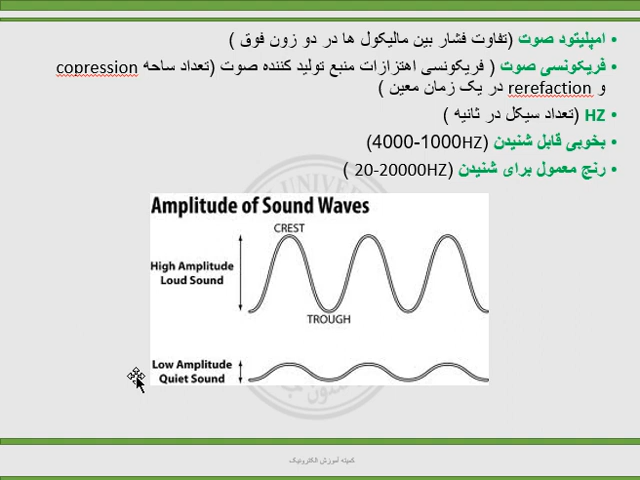 • امپلیتود صوت (تفاوت فشار بین مالیکول ها در دو زون فوق )
• فریکونسی صوت ( فریکونسی اهتزازات منبع تولید کننده صوت (تعداد ساحه copression
و rerefaction در یک زمان معین )
• HZ (تعداد سیکل در ثانیه )
• بخوبی قابل شنیدن (4000-1000HZ)
• رنج معمول برای شنیدن (20-20000HZ )
Amplitude of Sound Waves
CREST
High Amplitude
Loud Sound
TROUGH
Low Amplitude
Quiet Sound
کمیته آموزش الکترونیک